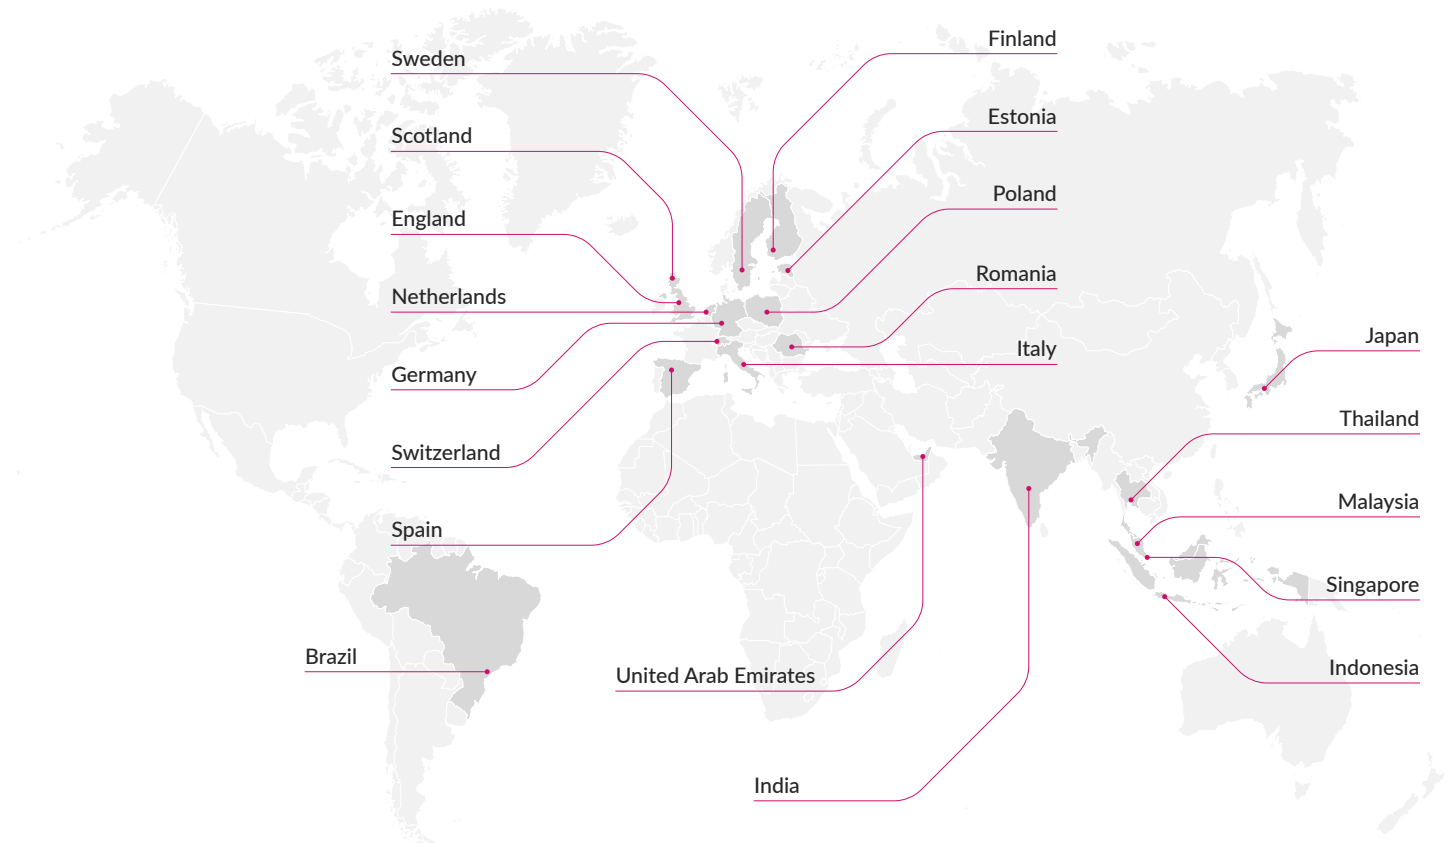 Finland
Sweden
Estonia
Scotland
Poland
England
Romania
Netherlands
Japan
Italy
Germany
Thailand
Switzerland
Malaysia
Spain
Singapore
Brazil
Indonesia
United Arab Emirates
India